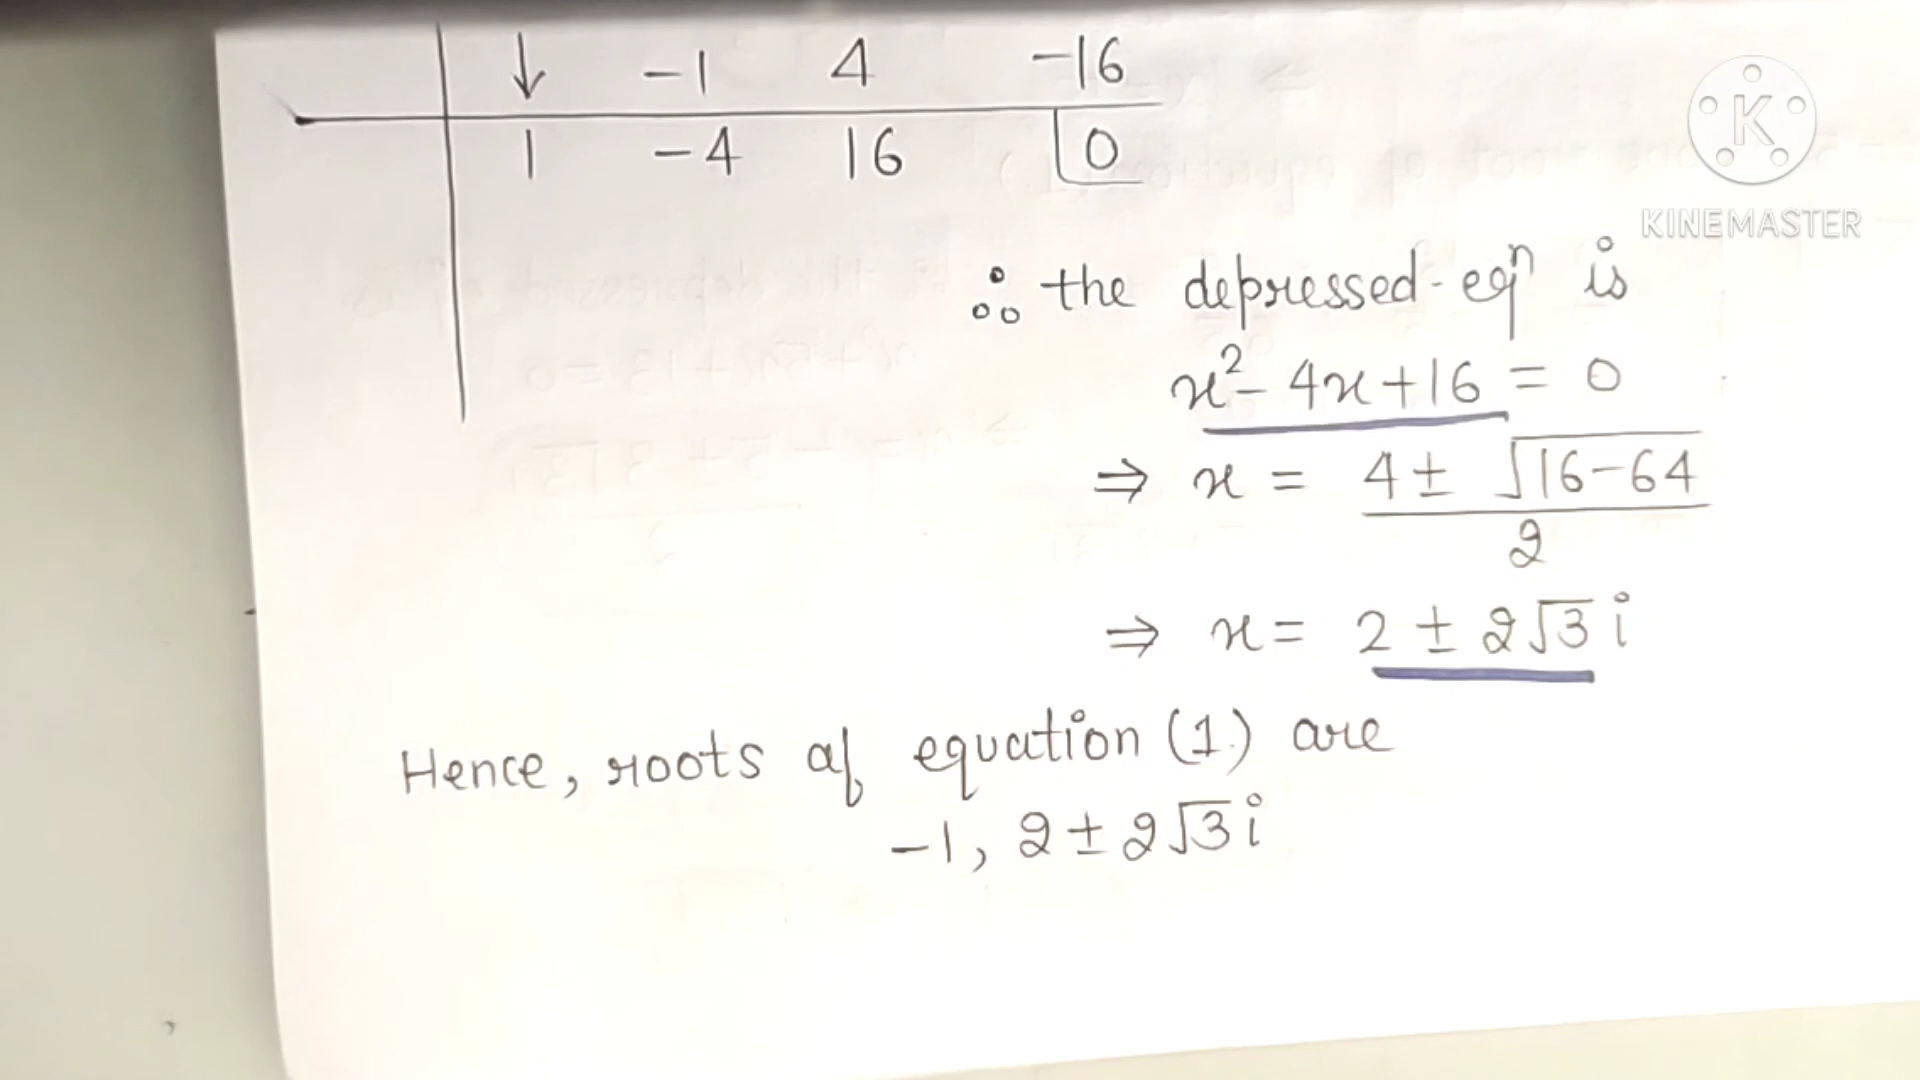 ↓ -1 4 -16
1 -4 16 0
K
KINEMASTER
∴ the depressed-eqⁿ is
x² - 4x + 16 = 0
⇒ x = 4 ± √16-64 / 2
⇒ x = 2 ± 2√3 i
Hence, roots of equation (1) are
-1, 2 ± 2√3 i